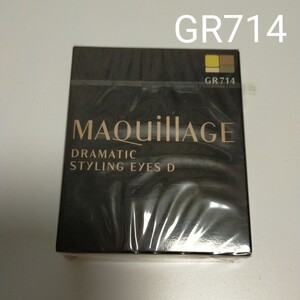 GR714
GR714
MAQuillAGE
DRAMATIC
STYLING EYES D